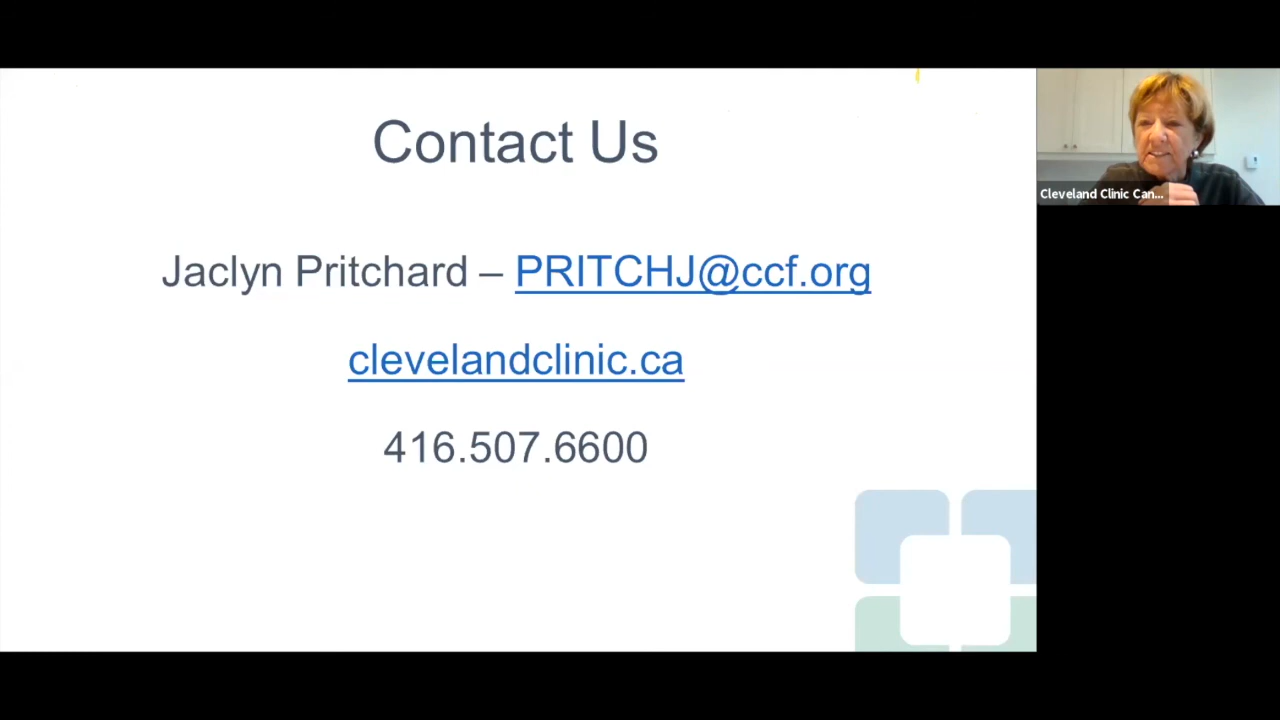 Contact Us
Jaclyn Pritchard – PRITCHJ@ccf.org
clevelandclinic.ca
416.507.6600
Cleveland Clinic Can...